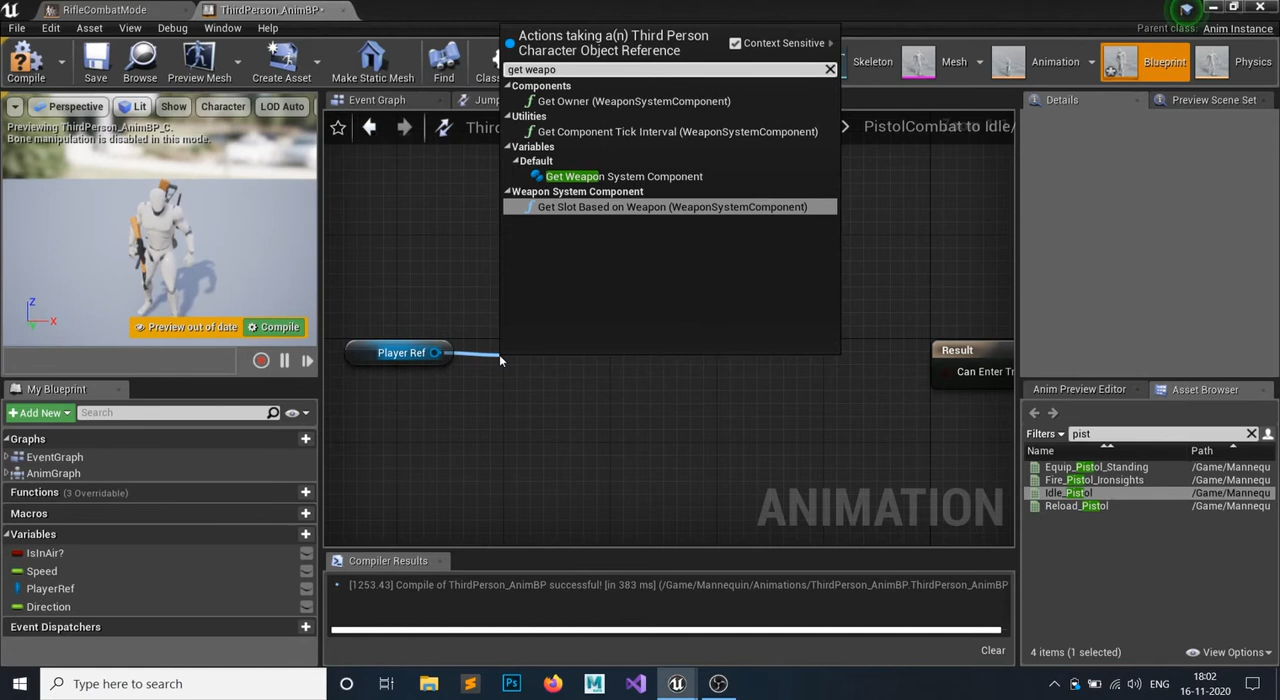 RifleCombatMode
ThirdPerson_AnimBP*
File Edit Asset View Debug Window Help
Parent class: Anim Instance
Compile
Save
Browse
Preview Mesh
Create Asset
Make Static Mesh
Find
Skeleton
Mesh
Animation
Blueprint
Physics
Actions taking a(n) Third Person
Character Object Reference
Context Sensitive
get weapo
Components
Get Owner (WeaponSystemComponent)
Utilities
Get Component Tick Interval (WeaponSystemComponent)
Variables
Default
Get Weapon System Component
Weapon System Component
Get Slot Based on Weapon (WeaponSystemComponent)
Perspective
Lit
Show
Character
LOD Auto
Previewing ThirdPerson_AnimBP_C.
Bone manipulation is disabled in this mode.
Z
X
Preview out of date
Compile
Event Graph
PistolCombat to Idle/
Player Ref
Result
ANIMATION
Details
Preview Scene Set
My Blueprint
Add New
Search
Graphs
EventGraph
AnimGraph
Functions (3 Overridable)
Macros
Variables
IsInAir?
Speed
PlayerRef
Direction
Event Dispatchers
Compiler Results
[1253.43] Compile of ThirdPerson_AnimBP successful! [in 383 ms] (/Game/Mannequin/Animations/ThirdPerson_AnimBP.ThirdPerson_AnimBP
Clear
Anim Preview Editor
Asset Browser
Filters
pist
Name Path
Equip_Pistol_Standing /Game/Mannequ
Fire_Pistol_Ironsights /Game/Mannequ
Idle_Pistol /Game/Mannequ
Reload_Pistol /Game/Mannequ
4 items (1 selected)
View Options
Type here to search
Ps
M
ENG
18:02
16-11-2020